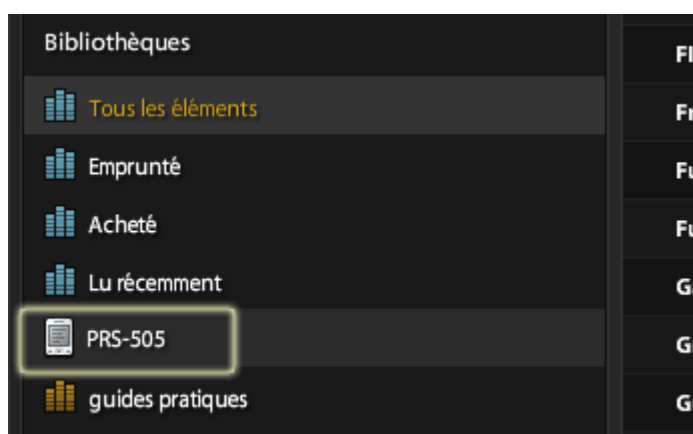 Bibliothèques
Tous les éléments
Emprunté
Acheté
Lu récemment
PRS-505
guides pratiques